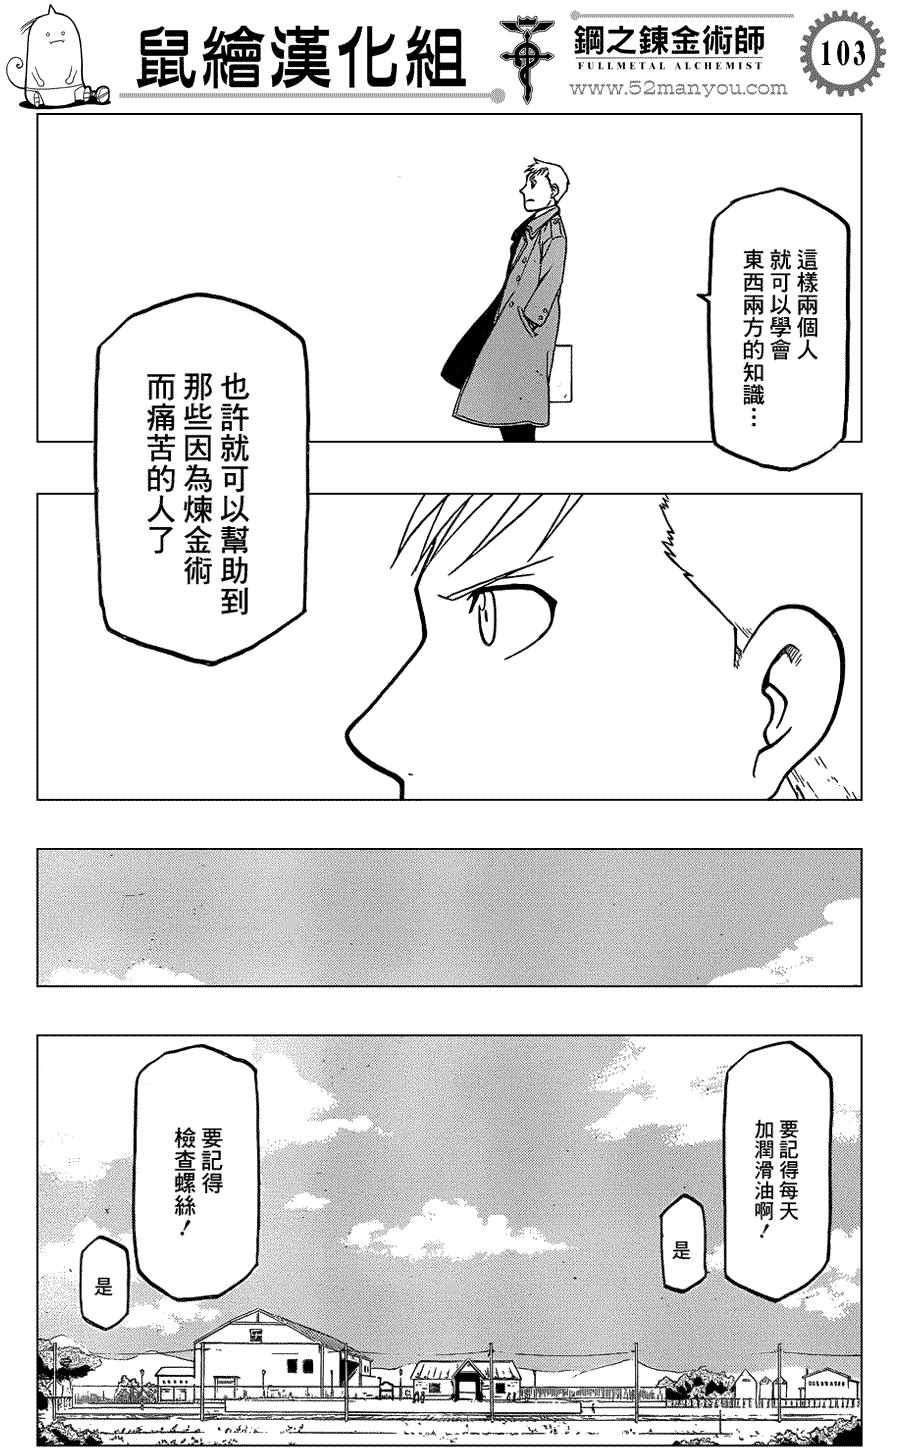 鼠繪漢化組
鋼之鍊金術師
FULLMETAL ALCHEMIST
www.52manyou.com
103
這樣兩個人
就可以學會
東西兩方的知識…
也許就可以幫助到
那些因為煉金術
而痛苦的人了
要記得每天
加潤滑油啊！
是
要記得
檢查螺絲！
是